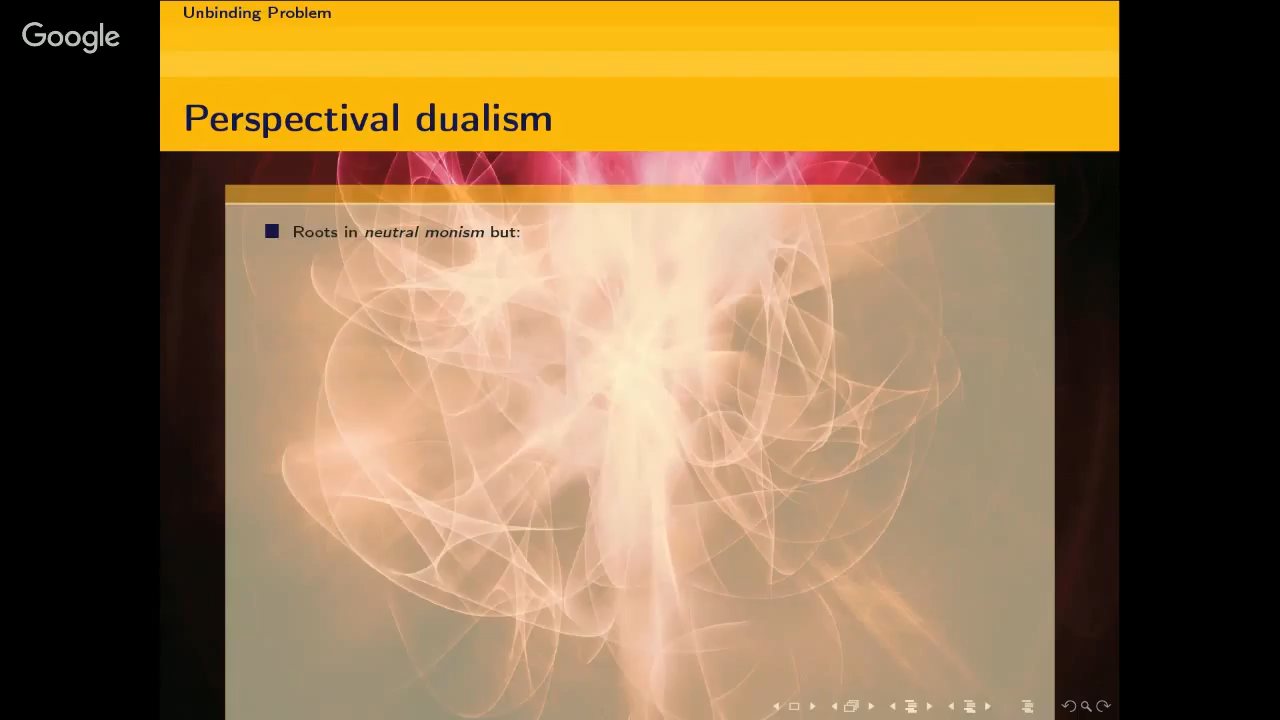 Google
Unbinding Problem
Perspectival dualism
Roots in neutral monism but: